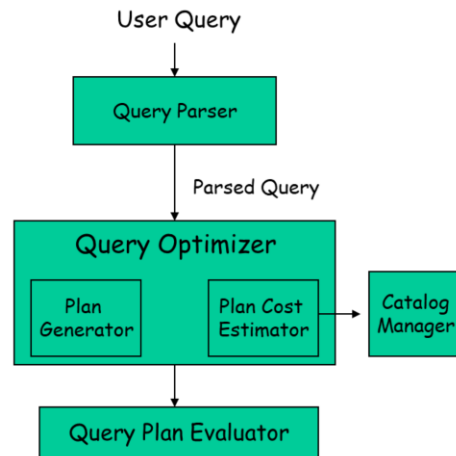 User Query
Query Parser
Parsed Query
Query Optimizer
Plan
Generator
Plan Cost
Estimator
Catalog
Manager
Query Plan Evaluator